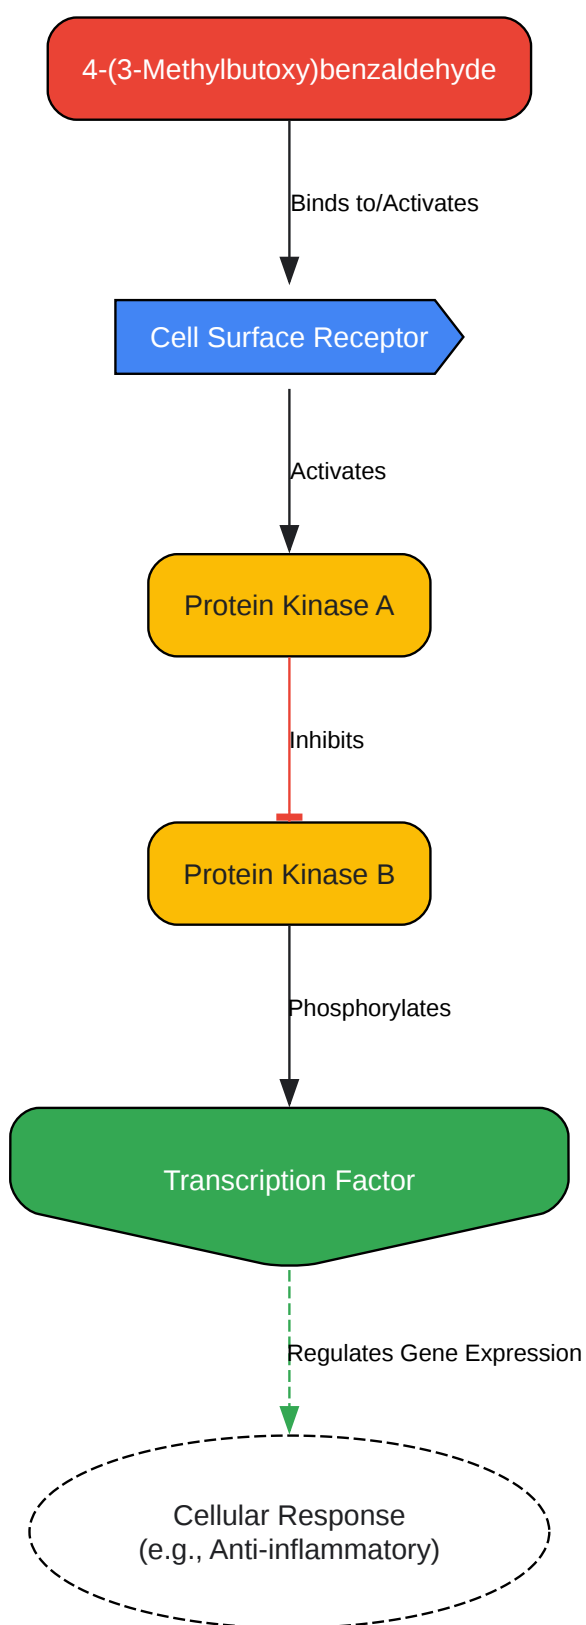 4-(3-Methylbutoxy)benzaldehyde
Binds to/Activates
Cell Surface Receptor
Activates
Protein Kinase A
Inhibits
Protein Kinase B
Phosphorylates
Transcription Factor
Regulates Gene Expression
Cellular Response
(e.g., Anti-inflammatory)